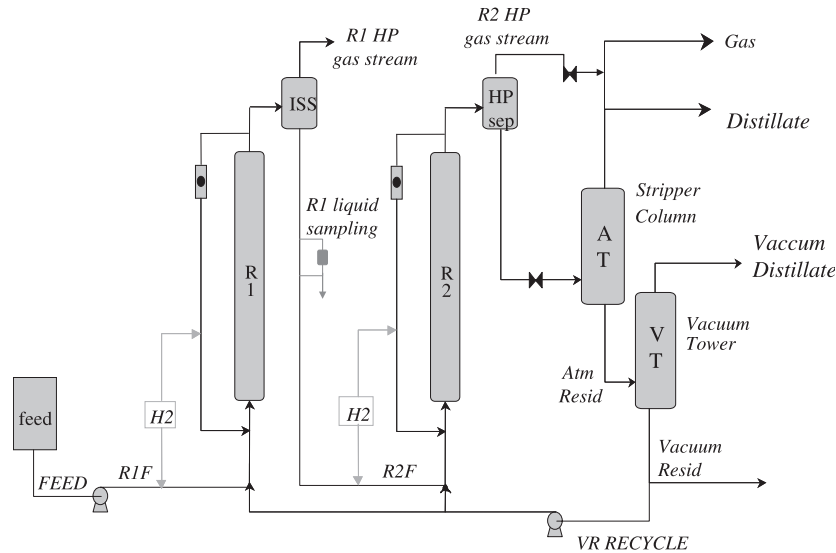 R1 HP
gas stream
R2 HP
gas stream
Gas
ISS
HP
sep
Distillate
R1 liquid
sampling
Stripper
Column
A
T
Vaccum
Distillate
R
1
R
2
V
T
Vacuum
Tower
Atm
Resid
feed
H2
H2
Vacuum
Resid
FEED
R1F
R2F
VR RECYCLE